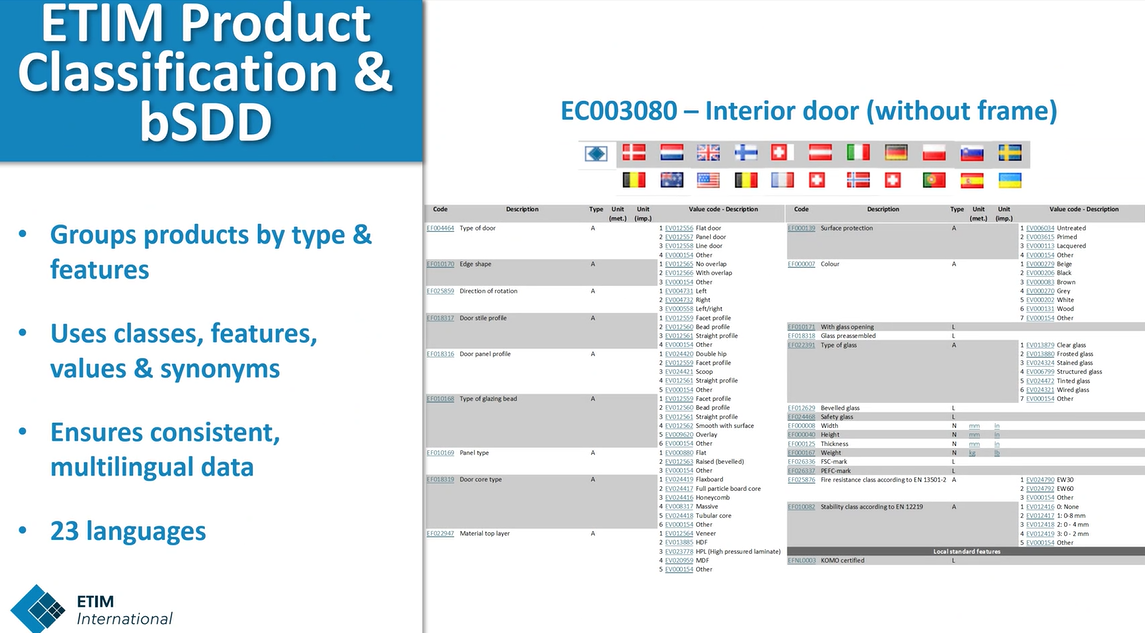 ETIM Product
Classification &
bSDD
• Groups products by type &
features
• Uses classes, features,
values & synonyms
• Ensures consistent,
multilingual data
• 23 languages
ETIM
International
EC003080 – Interior door (without frame)
Code Description Type Unit (met.) Unit (imp.) Value code - Description
EF004464 Type of door A 1 EV012556 Flat door
2 EV012557 Panel door
3 EV012558 Line door
4 EV000154 Other
EF010170 Edge shape A 1 EV012565 No overlap
2 EV012566 With overlap
3 EV000154 Other
EF025859 Direction of rotation A 1 EV004731 Left
2 EV004732 Right
3 EV000558 Left/right
EF018317 Door stile profile A 1 EV012559 Facet profile
2 EV012560 Bead profile
3 EV012561 Straight profile
4 EV000154 Other
EF018316 Door panel profile A 1 EV024420 Double hip
2 EV012559 Facet profile
3 EV024421 Scoop
4 EV012561 Straight profile
5 EV000154 Other
EF010168 Type of glazing bead A 1 EV012559 Facet profile
2 EV012560 Bead profile
3 EV012561 Straight profile
4 EV012562 Smooth with surface
5 EV009620 Overlay
6 EV000154 Other
EF010169 Panel type A 1 EV000880 Flat
2 EV012563 Raised (bevelled)
3 EV000154 Other
EF018319 Door core type A 1 EV024419 Flaxboard
2 EV024417 Full particle board core
3 EV024416 Honeycomb
4 EV008317 Massive
5 EV024418 Tubular core
6 EV000154 Other
EF022947 Material top layer A 1 EV012564 Veneer
2 EV013885 HDF
3 EV023778 HPL (High pressured laminate)
4 EV020959 MDF
5 EV000154 Other
Code Description Type Unit (met.) Unit (imp.) Value code - Description
EF000139 Surface protection A 1 EV006034 Untreated
2 EV003615 Primed
3 EV000113 Lacquered
4 EV000154 Other
EF000007 Colour A 1 EV000279 Beige
2 EV000206 Black
3 EV000083 Brown
4 EV000270 Grey
5 EV000202 White
6 EV000131 Wood
7 EV000154 Other
EF010171 With glass opening L
EF018318 Glass preassembled L
EF022391 Type of glass A 1 EV013879 Clear glass
2 EV013880 Frosted glass
3 EV024324 Stained glass
4 EV006799 Structured glass
5 EV024472 Tinted glass
6 EV024321 Wired glass
7 EV000154 Other
EF012629 Bevelled glass L
EF024468 Safety glass L
EF000008 Width N mm in
EF000040 Height N mm in
EF000125 Thickness N mm in
EF000167 Weight N kg lb
EF026336 FSC-mark L
EF026337 PEFC-mark L
EF025876 Fire resistance class according to EN 13501-2 A 1 EV024790 EW30
2 EV024792 EW60
3 EV000154 Other
EF010082 Stability class according to EN 12219 A 1 EV012416 0: None
2 EV012417 1: 0-8 mm
3 EV012418 2: 0 - 4 mm
4 EV012419 3: 0 - 2 mm
5 EV000154 Other
Local standard features
EFNL0003 KOMO certified L